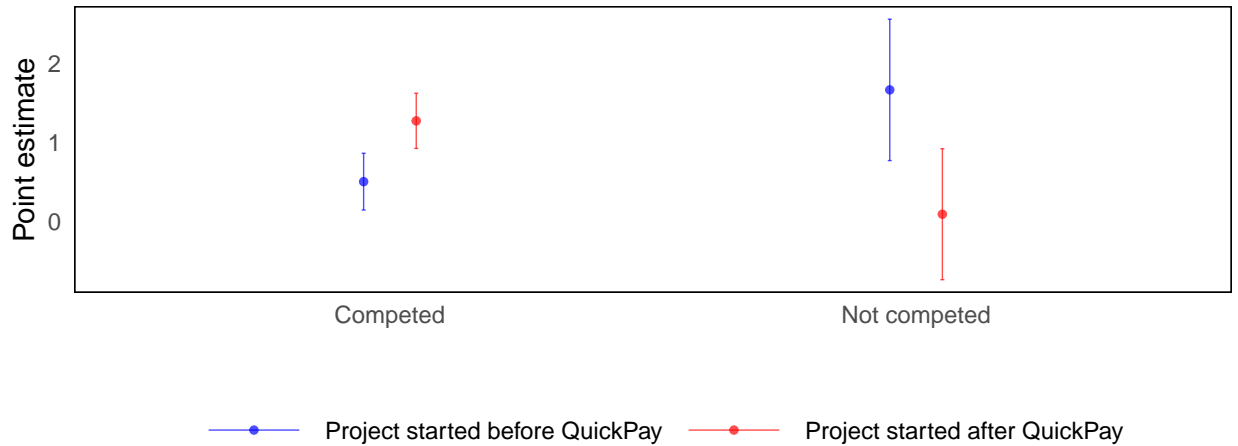 Point estimate
2
1
0
Competed
Not competed
Project started before QuickPay
Project started after QuickPay